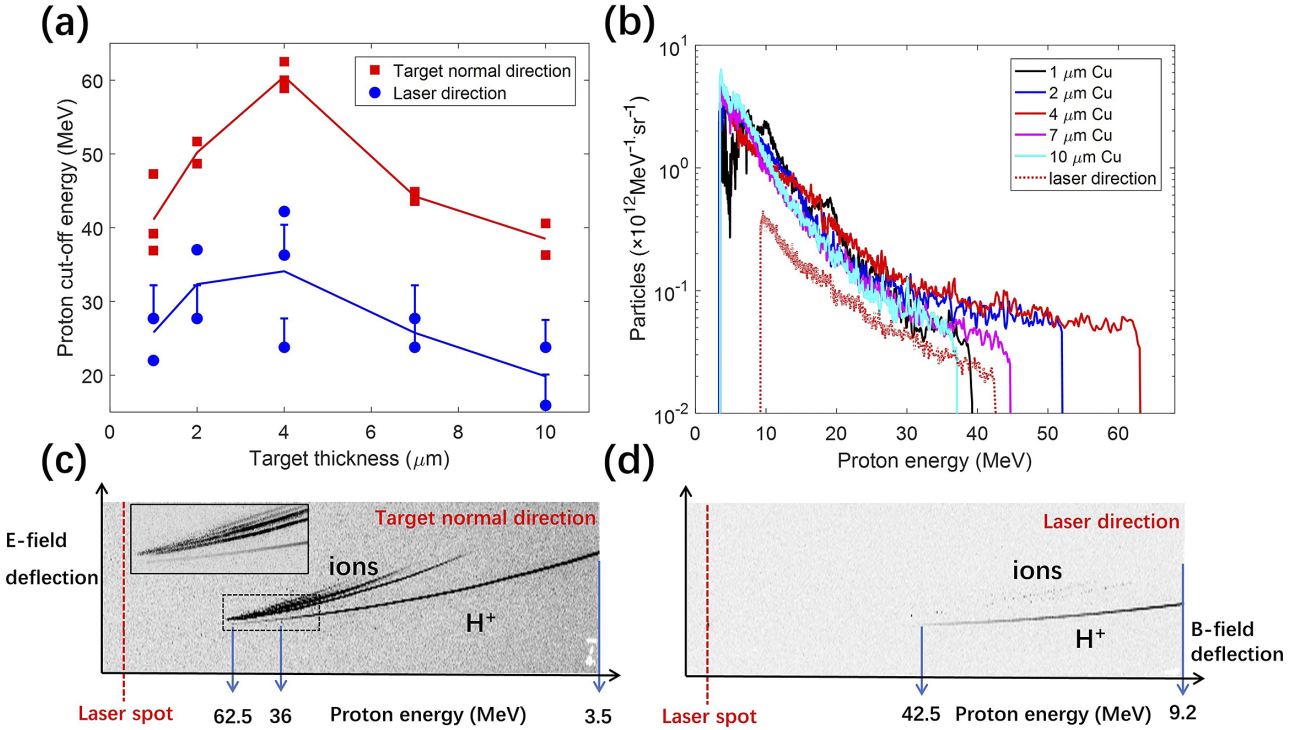 (a)
Proton cut-off energy (MeV)
60
50
40
30
20
Target normal direction
Laser direction
0 2 4 6 8 10
Target thickness (μm)
(b)
Particles (×10¹²MeV⁻¹·sr⁻¹)
10¹
10⁰
10⁻¹
10⁻²
1 μm Cu
2 μm Cu
4 μm Cu
7 μm Cu
10 μm Cu
laser direction
0 10 20 30 40 50 60
Proton energy (MeV)
(c)
E-field
deflection
Target normal direction
ions
H⁺
Laser spot
62.5 36 Proton energy (MeV) 3.5
(d)
Laser direction
ions
H⁺
B-field
deflection
Laser spot
42.5 Proton energy (MeV) 9.2